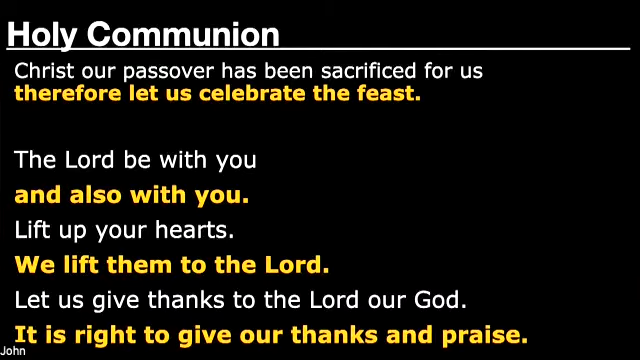 Holy Communion
Christ our passover has been sacrificed for us
therefore let us celebrate the feast.
The Lord be with you
and also with you.
Lift up your hearts.
We lift them to the Lord.
Let us give thanks to the Lord our God.
It is right to give our thanks and praise.
John